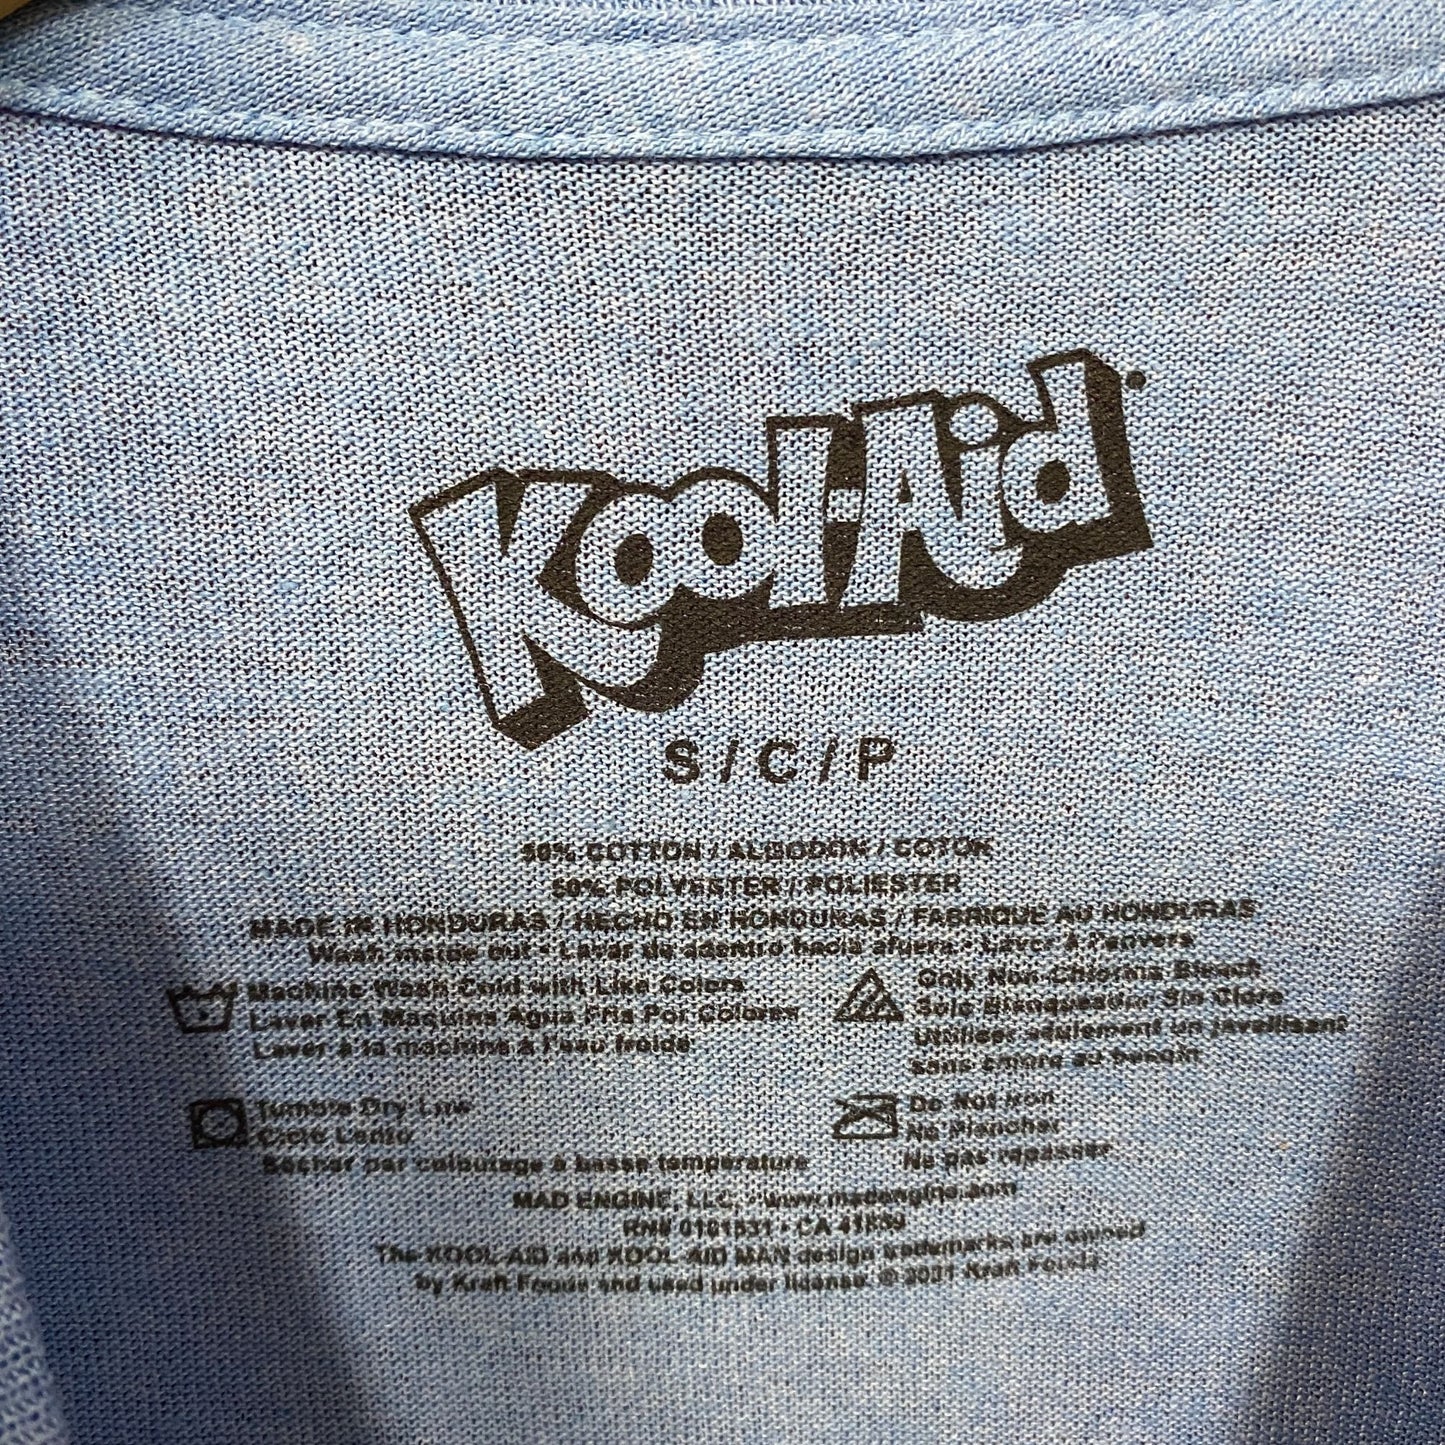 Kool-Aid
S / C / P
50% COTTON / ALGODON / COTON
50% POLYESTER / POLIESTER
MADE IN HONDURAS / HECHO EN HONDURAS / FABRIQUE AU HONDURAS
Wash inside out • Lavar de adentro hacia afuera • Laver à l'envers
Machine Wash Cold with Like Colors
Lavar En Maquina Agua Fria Por Colores
Laver à la machine à l'eau froide
Only Non-Chlorine Bleach
Solo Blanqueador Sin Cloro
Utiliser seulement un javellisant
sans chlore au besoin
Tumble Dry Low
Ciclo Lento
Sécher par culbutage à basse température
Do Not Iron
No Planchar
Ne pas repasser
MAD ENGINE, LLC. • www.madengine.com
RN# 0101531 • CA
The KOOL-AID and KOOL-AID MAN design trademarks are owned
by Kraft Foods and used under license. © 2021 Kraft Foods